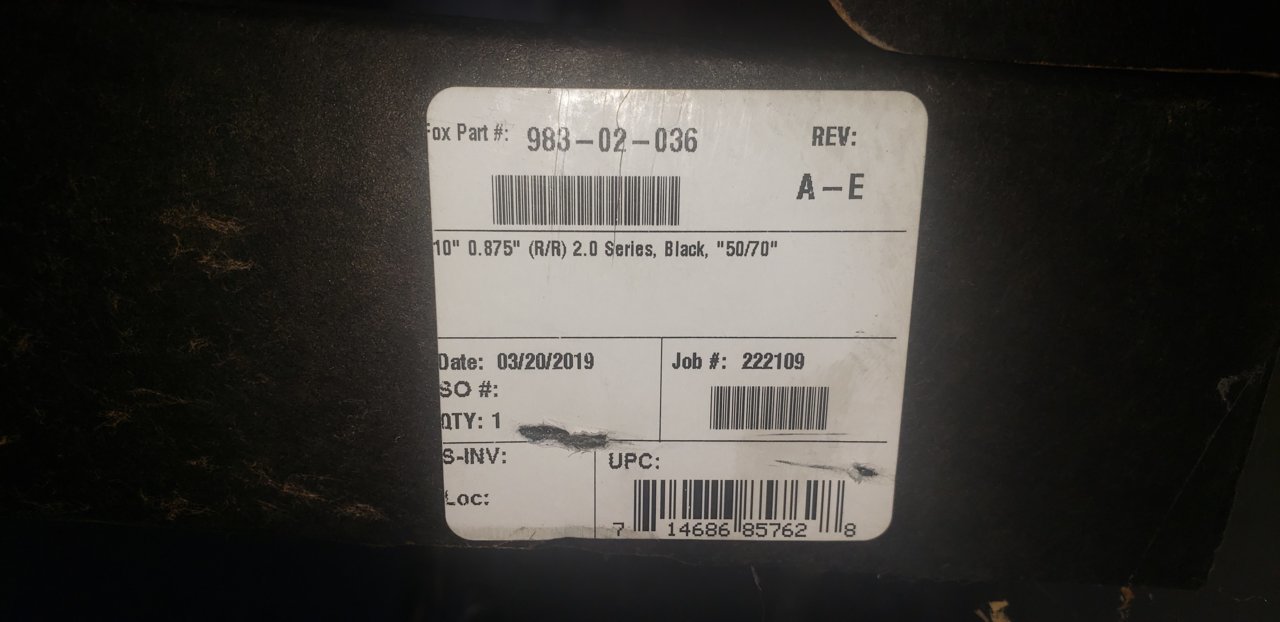 Fox Part #: 983-02-036 REV:
A-E
10" 0.875" (R/R) 2.0 Series, Black, "50/70"
Date: 03/20/2019 Job #: 222109
SO #:
QTY: 1
S-INV: UPC:
Loc:
7 14686 85762 8